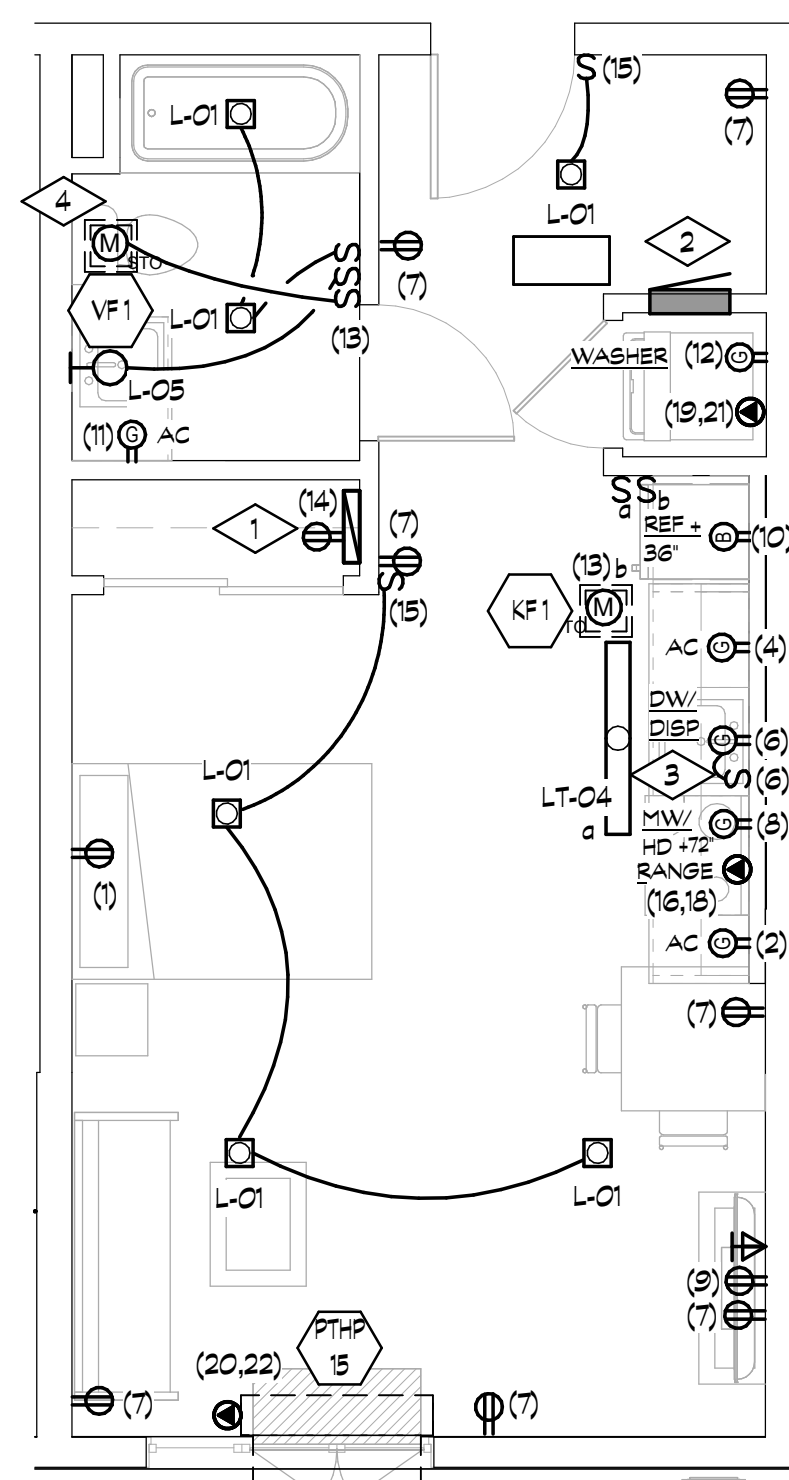 S (15)
L-01
(7)
L-01
4
M
STO
S
S
S
(7)
2
VF1
L-01
(13)
WASHER (12) G
L-05
(19,21)
(11) G AC
S S
a b
(14)
1
(7)
REF +
36"
B (10)
S
(15)
(13) b
KF1
M
TO
AC G (4)
DW/
DISP
G (6)
L-01
3
S (6)
LT-04
a
MW/
HD +72"
G (8)
RANGE
(16,18)
(1)
AC G (2)
(7)
L-01
L-01
(9)
(7)
PTHP
15
(20,22)
(7)
(7)